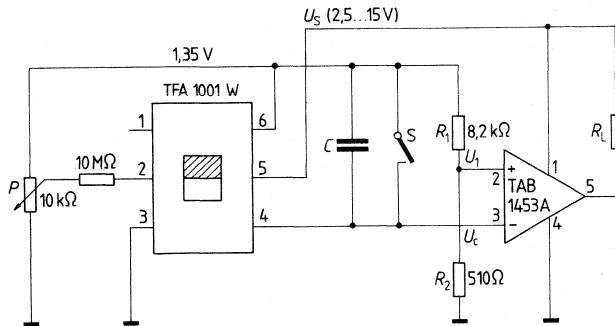 U_S (2,5...15 V)
1,35 V
TFA 1001 W
1
2
3
6
5
4
10 MΩ
P
10 kΩ
C
S
R_1
8,2 kΩ
U_1
2
+
TAB
1453A
1
5
4
3
−
U_c
R_2
510 Ω
R_L